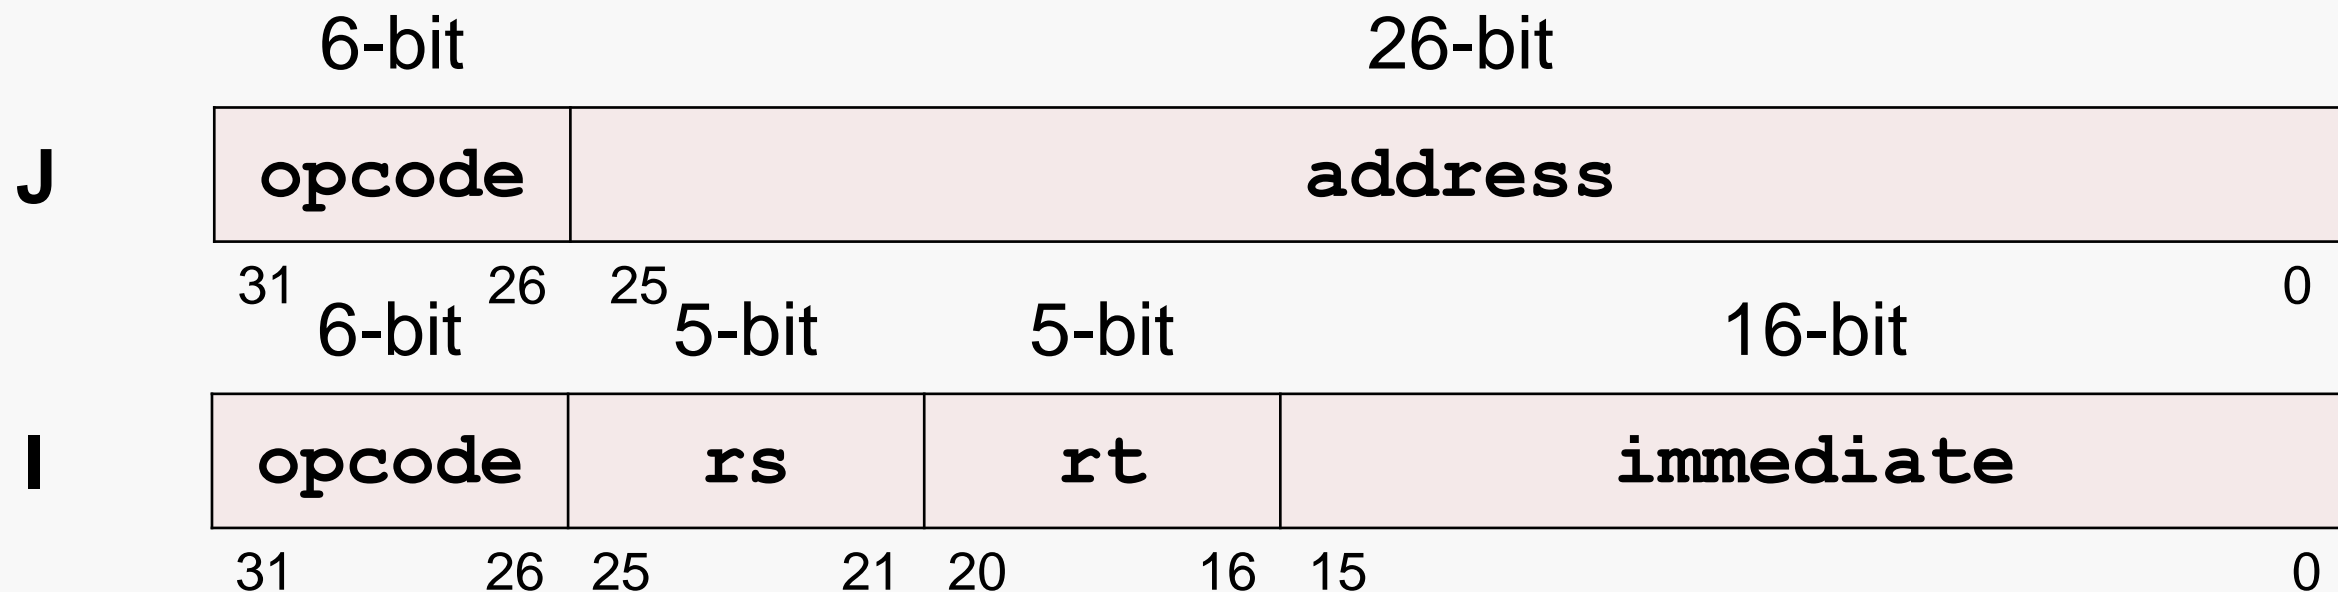 6-bit 26-bit
J opcode address
31 26 25 0
6-bit 5-bit 5-bit 16-bit
I opcode rs rt immediate
31 26 25 21 20 16 15 0